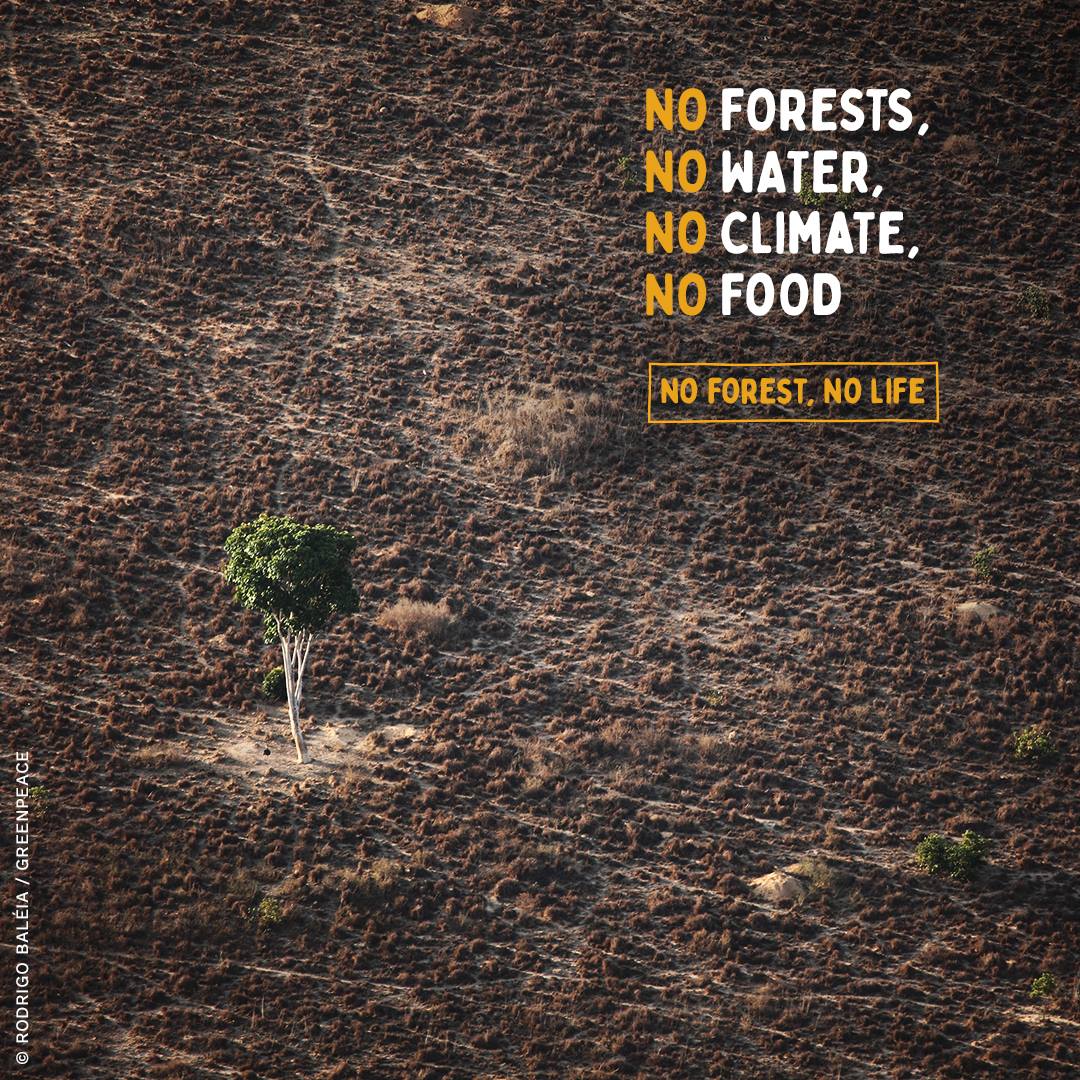 NO FORESTS,
NO WATER,
NO CLIMATE,
NO FOOD
NO FOREST, NO LIFE
© RODRIGO BALÉIA / GREENPEACE